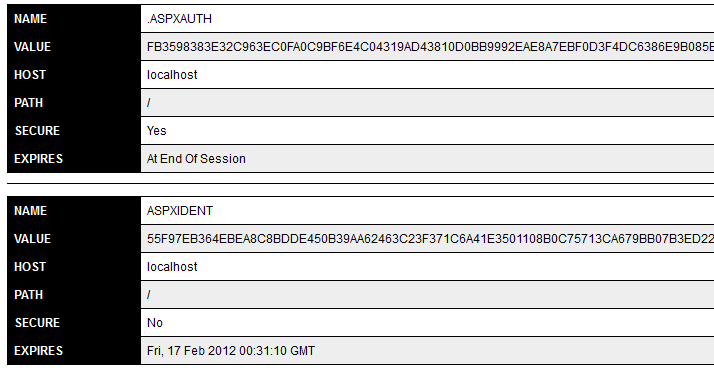 NAME .ASPXAUTH
VALUE FB3598383E32C963EC0FA0C9BF6E4C04319AD43810D0BB9992EAE8A7EBF0D3F4DC6386E9B085E
HOST localhost
PATH /
SECURE Yes
EXPIRES At End Of Session
NAME ASPXIDENT
VALUE 55F97EB364EBEA8C8BDDE450B39AA62463C23F371C6A41E3501108B0C75713CA679BB07B3ED22
HOST localhost
PATH /
SECURE No
EXPIRES Fri, 17 Feb 2012 00:31:10 GMT